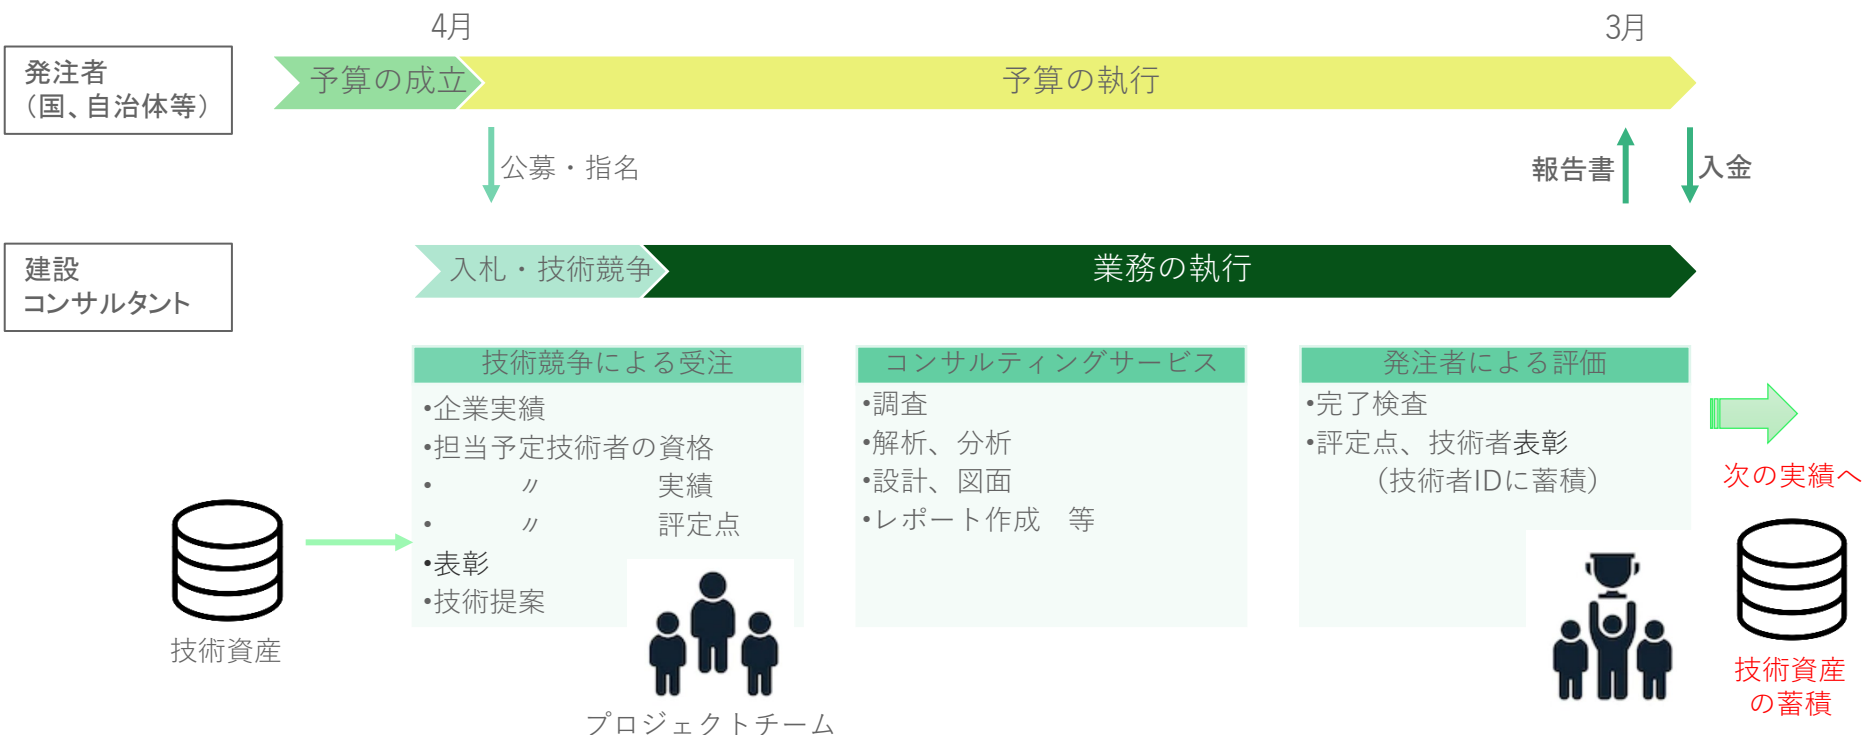 4月
3月
発注者
（国、自治体等）
予算の成立
予算の執行
公募・指名
報告書
入金
建設
コンサルタント
入札・技術競争
業務の執行
技術競争による受注
•企業実績
•担当予定技術者の資格
•　　　〃　　　　実績
•　　　〃　　　　評定点
•表彰
•技術提案
コンサルティングサービス
•調査
•解析、分析
•設計、図面
•レポート作成　等
発注者による評価
•完了検査
•評定点、技術者表彰
（技術者IDに蓄積）
次の実績へ
技術資産
プロジェクトチーム
技術資産
の蓄積